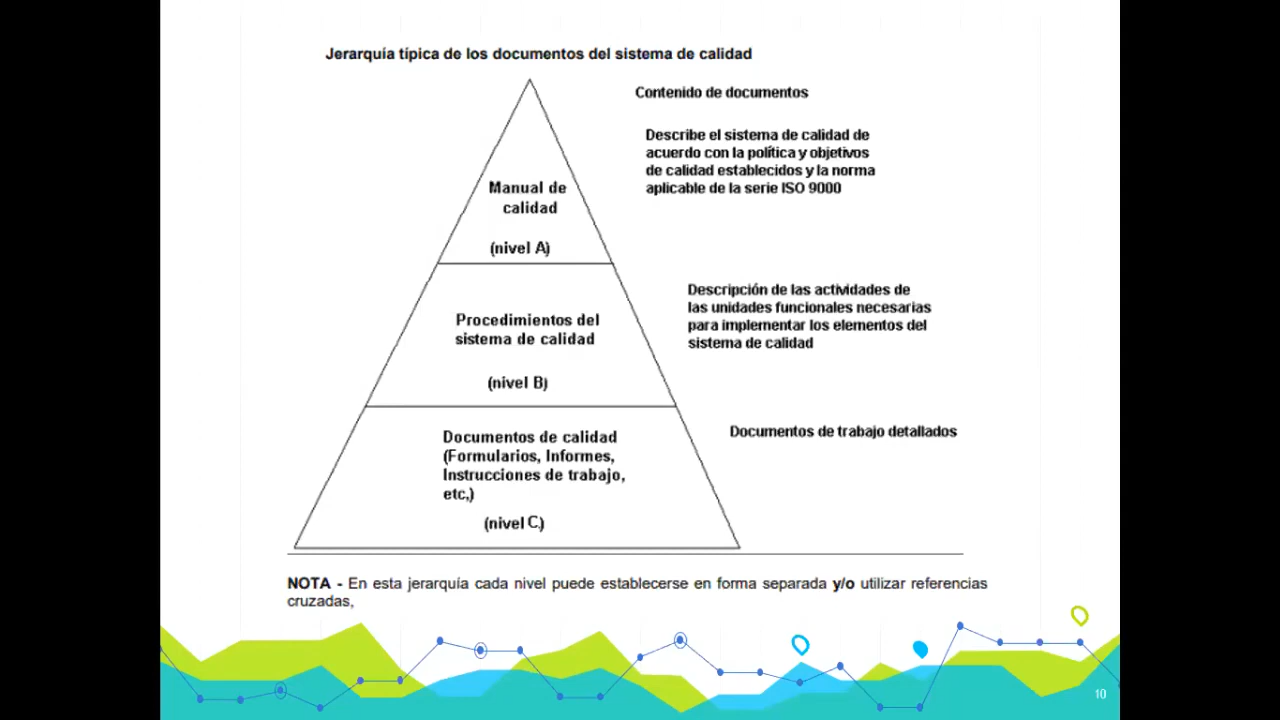 Jerarquía típica de los documentos del sistema de calidad
Contenido de documentos
Describe el sistema de calidad de
acuerdo con la política y objetivos
de calidad establecidos y la norma
aplicable de la serie ISO 9000
Manual de
calidad
(nivel A)
Descripción de las actividades de
las unidades funcionales necesarias
para implementar los elementos del
sistema de calidad
Procedimientos del
sistema de calidad
(nivel B)
Documentos de trabajo detallados
Documentos de calidad
(Formularios, Informes,
Instrucciones de trabajo,
etc,)
(nivel C)
NOTA - En esta jerarquía cada nivel puede establecerse en forma separada y/o utilizar referencias
cruzadas,
10